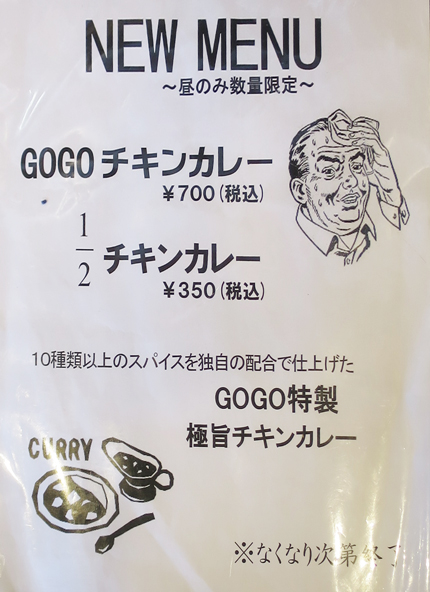 NEW MENU
～昼のみ数量限定～
GOGOチキンカレー
¥700(税込)
1/2 チキンカレー
¥350(税込)
10種類以上のスパイスを独自の配合で仕上げた
GOGO特製
極旨チキンカレー
CURRY
※なくなり次第終了